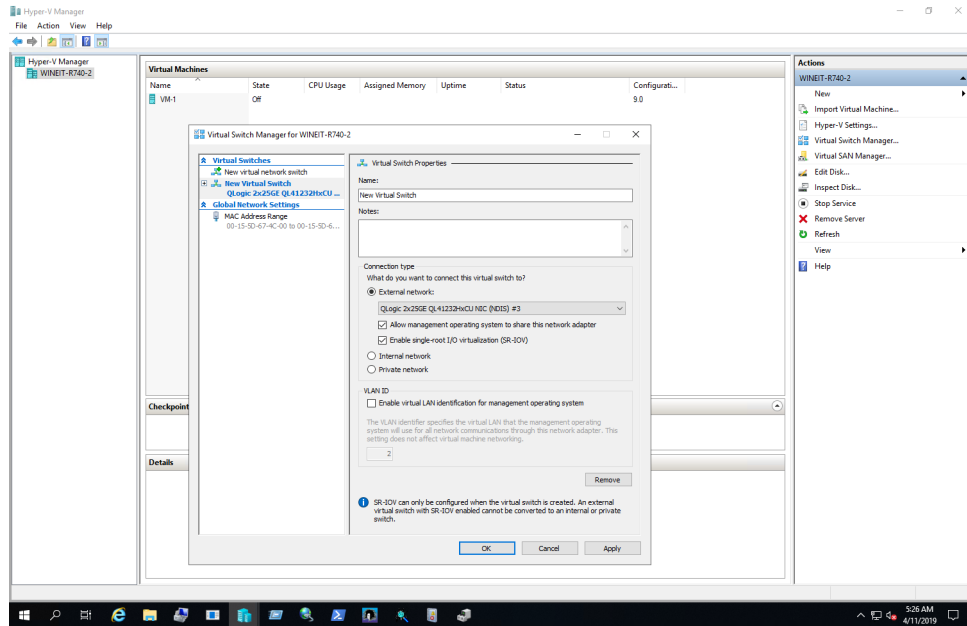 Hyper-V Manager
File Action View Help
Hyper-V Manager
WINEIT-R740-2
Virtual Machines
Name State CPU Usage Assigned Memory Uptime Status Configurati...
VM-1 Off 9.0
Virtual Switch Manager for WINEIT-R740-2
Virtual Switches
New virtual network switch
New Virtual Switch
QLogic 2x25GE QL41232HxCU ...
Global Network Settings
MAC Address Range
00-15-5D-67-4C-00 to 00-15-5D-6...
Virtual Switch Properties
Name:
New Virtual Switch
Notes:
Connection type
What do you want to connect this virtual switch to?
External network:
QLogic 2x25GE QL41232HxCU NIC (NDIS) #3
Allow management operating system to share this network adapter
Enable single-root I/O virtualization (SR-IOV)
Internal network
Private network
VLAN ID
Enable virtual LAN identification for management operating system
The VLAN identifier specifies the virtual LAN that the management operating
system will use for all network communications through this network adapter. This
setting does not affect virtual machine networking.
2
Remove
SR-IOV can only be configured when the virtual switch is created. An external
virtual switch with SR-IOV enabled cannot be converted to an internal or private
switch.
OK Cancel Apply
Checkpoint
Details
Actions
WINEIT-R740-2
New
Import Virtual Machine...
Hyper-V Settings...
Virtual Switch Manager...
Virtual SAN Manager...
Edit Disk...
Inspect Disk...
Stop Service
Remove Server
Refresh
View
Help
5:26 AM
4/11/2019